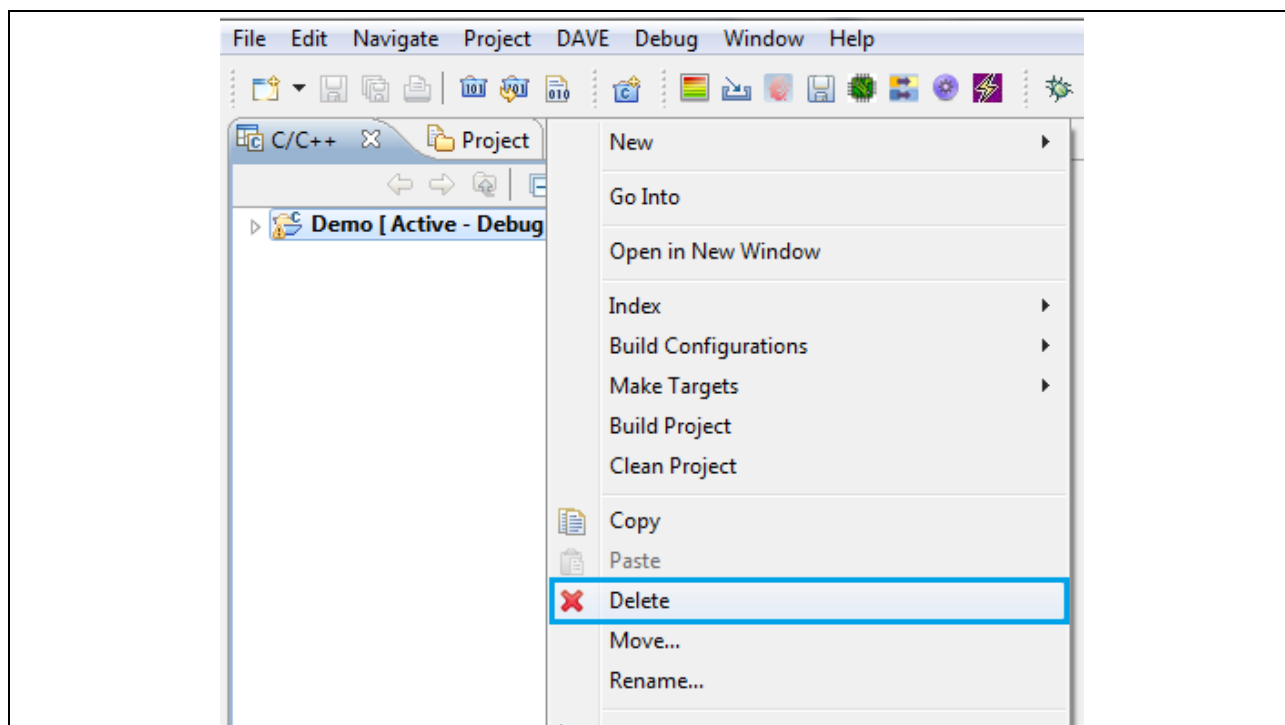 File Edit Navigate Project DAVE Debug Window Help
C/C++ Project
Demo [ Active - Debug
New
Go Into
Open in New Window
Index
Build Configurations
Make Targets
Build Project
Clean Project
Copy
Paste
Delete
Move...
Rename...